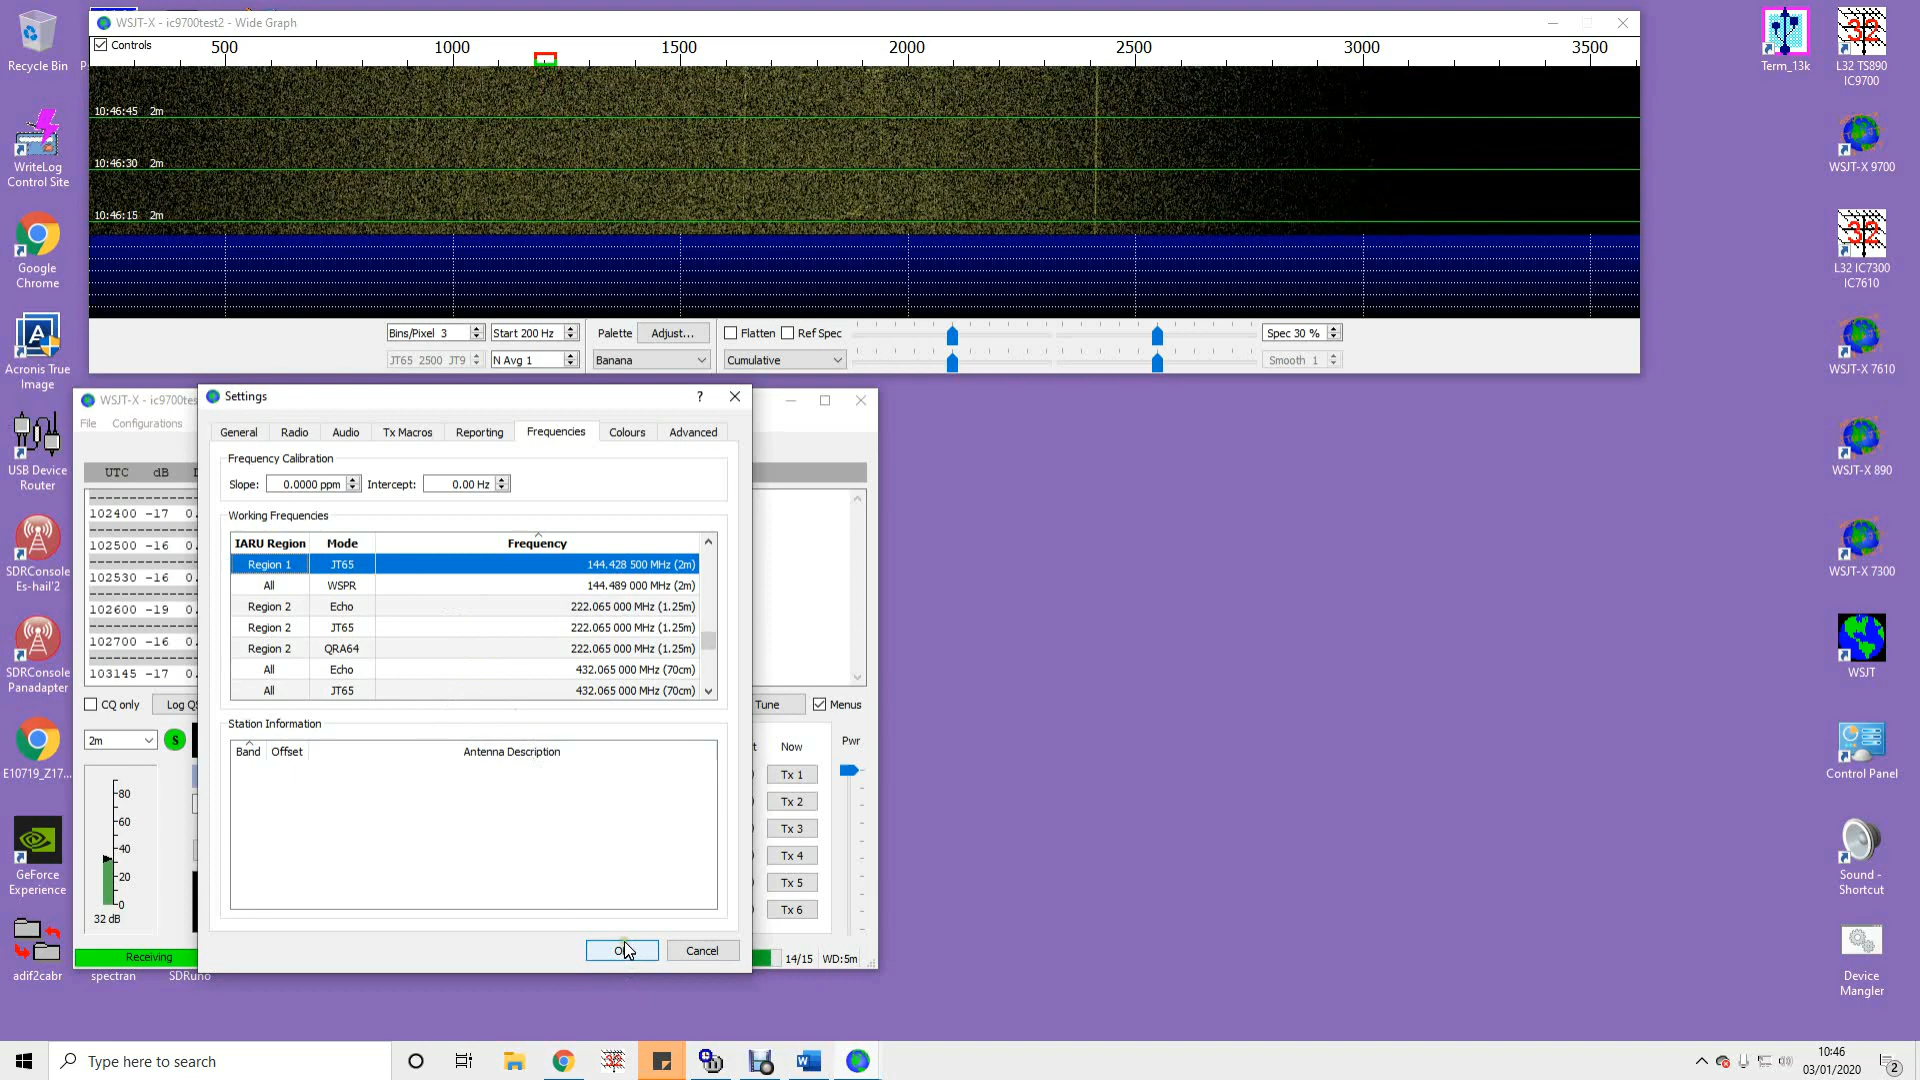 WSJT-X - ic9700test2 - Wide Graph
Controls
500 1000 1500 2000 2500 3000 3500
10:46:45 2m
10:46:30 2m
10:46:15 2m
Bins/Pixel 3 Start 200 Hz Palette Adjust... Flatten Ref Spec Spec 30 %
JT65 2500 JT9 N Avg 1 Banana Cumulative Smooth 1
Recycle Bin
WriteLog
Control Site
Google
Chrome
Acronis True
Image
USB Device
Router
SDRConsole
Es-hail'2
SDRConsole
Panadapter
E10719_Z17...
GeForce
Experience
adif2cabr
spectran
SDRuno
WSJT-X - ic9700tes
File Configurations
UTC dB
102400 -17 0.
102500 -16 0.
102530 -16 0.
102600 -19 0.
102700 -16 0.
103145 -17 0.
CQ only
Log QS
2m
S
80
60
40
20
0
32 dB
Receiving
Settings
?
General Radio Audio Tx Macros Reporting Frequencies Colours Advanced
Frequency Calibration
Slope: 0.0000 ppm Intercept: 0.00 Hz
Working Frequencies
IARU Region Mode Frequency
Region 1 JT65 144.428 500 MHz (2m)
All WSPR 144.489 000 MHz (2m)
Region 2 Echo 222.065 000 MHz (1.25m)
Region 2 JT65 222.065 000 MHz (1.25m)
Region 2 QRA64 222.065 000 MHz (1.25m)
All Echo 432.065 000 MHz (70cm)
All JT65 432.065 000 MHz (70cm)
Station Information
Band Offset Antenna Description
Cancel
Tune
Menus
Now
Pwr
Tx 1
Tx 2
Tx 3
Tx 4
Tx 5
Tx 6
14/15 WD:5m
Term_13k
L32 TS890
IC9700
WSJT-X 9700
L32 IC7300
IC7610
WSJT-X 7610
WSJT-X 890
WSJT-X 7300
WSJT
Control Panel
Sound -
Shortcut
Device
Mangler
Type here to search
10:46
03/01/2020
2